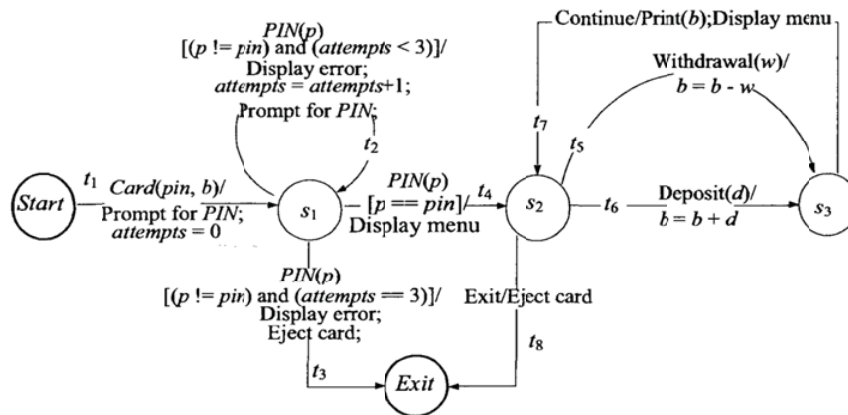 Continue/Print(b);Display menu
PIN(p)
[(p != pin) and (attempts < 3)]/
Display error;
attempts = attempts+1;
Prompt for PIN;
Withdrawal(w)/
b = b - w
t7
t5
t2
t1
Card(pin, b)/
Prompt for PIN;
attempts = 0
Start
s1
PIN(p)
t4
[p == pin]/
Display menu
s2
t6
Deposit(d)/
b = b + d
s3
PIN(p)
[(p != pin) and (attempts == 3)]/
Display error;
Eject card;
Exit/Eject card
t8
t3
Exit